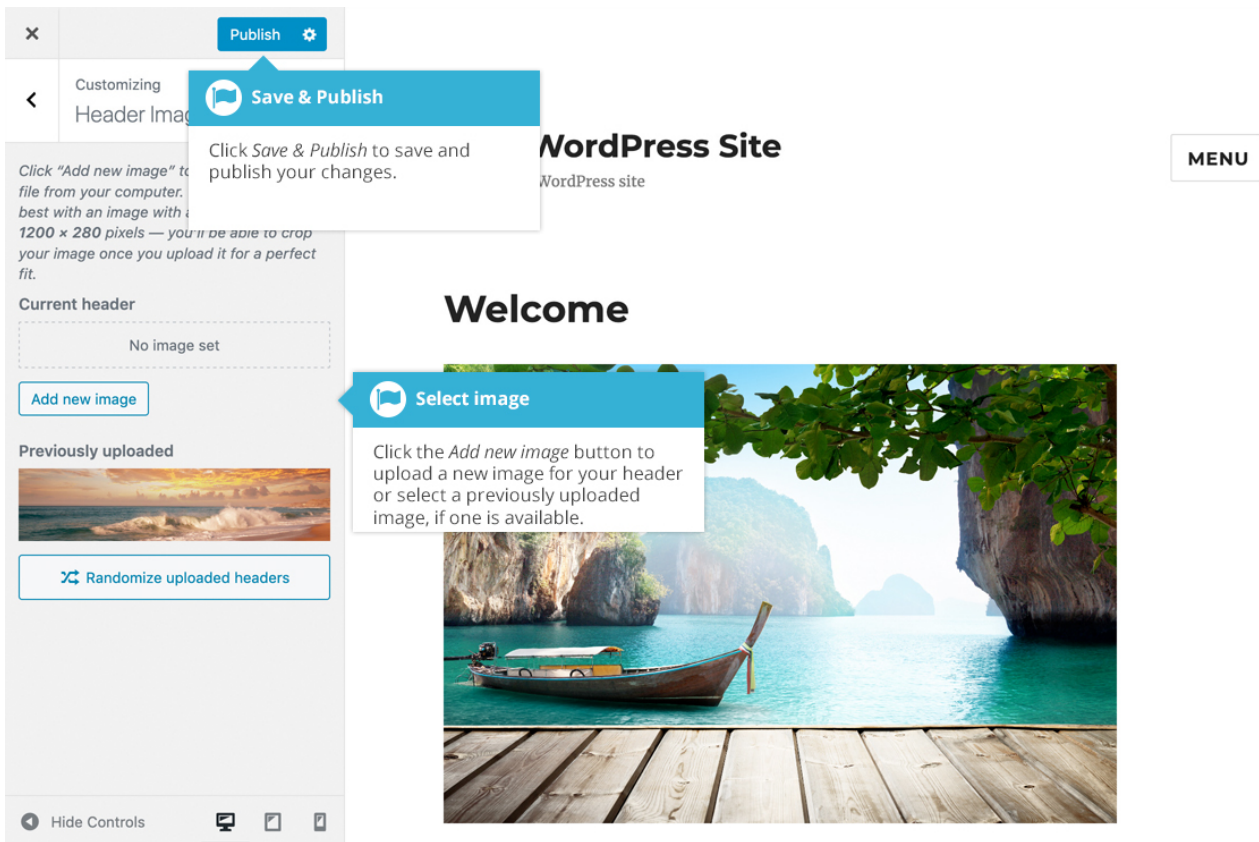 Publish
Customizing
Header Imag
Save & Publish
Click Save & Publish to save and
publish your changes.
Click “Add new image” to
file from your computer.
best with an image with a
1200 × 280 pixels — you'll be able to crop
your image once you upload it for a perfect
fit.
Current header
No image set
Add new image
Previously uploaded
Randomize uploaded headers
Hide Controls
WordPress Site
WordPress site
MENU
Welcome
Select image
Click the Add new image button to
upload a new image for your header
or select a previously uploaded
image, if one is available.